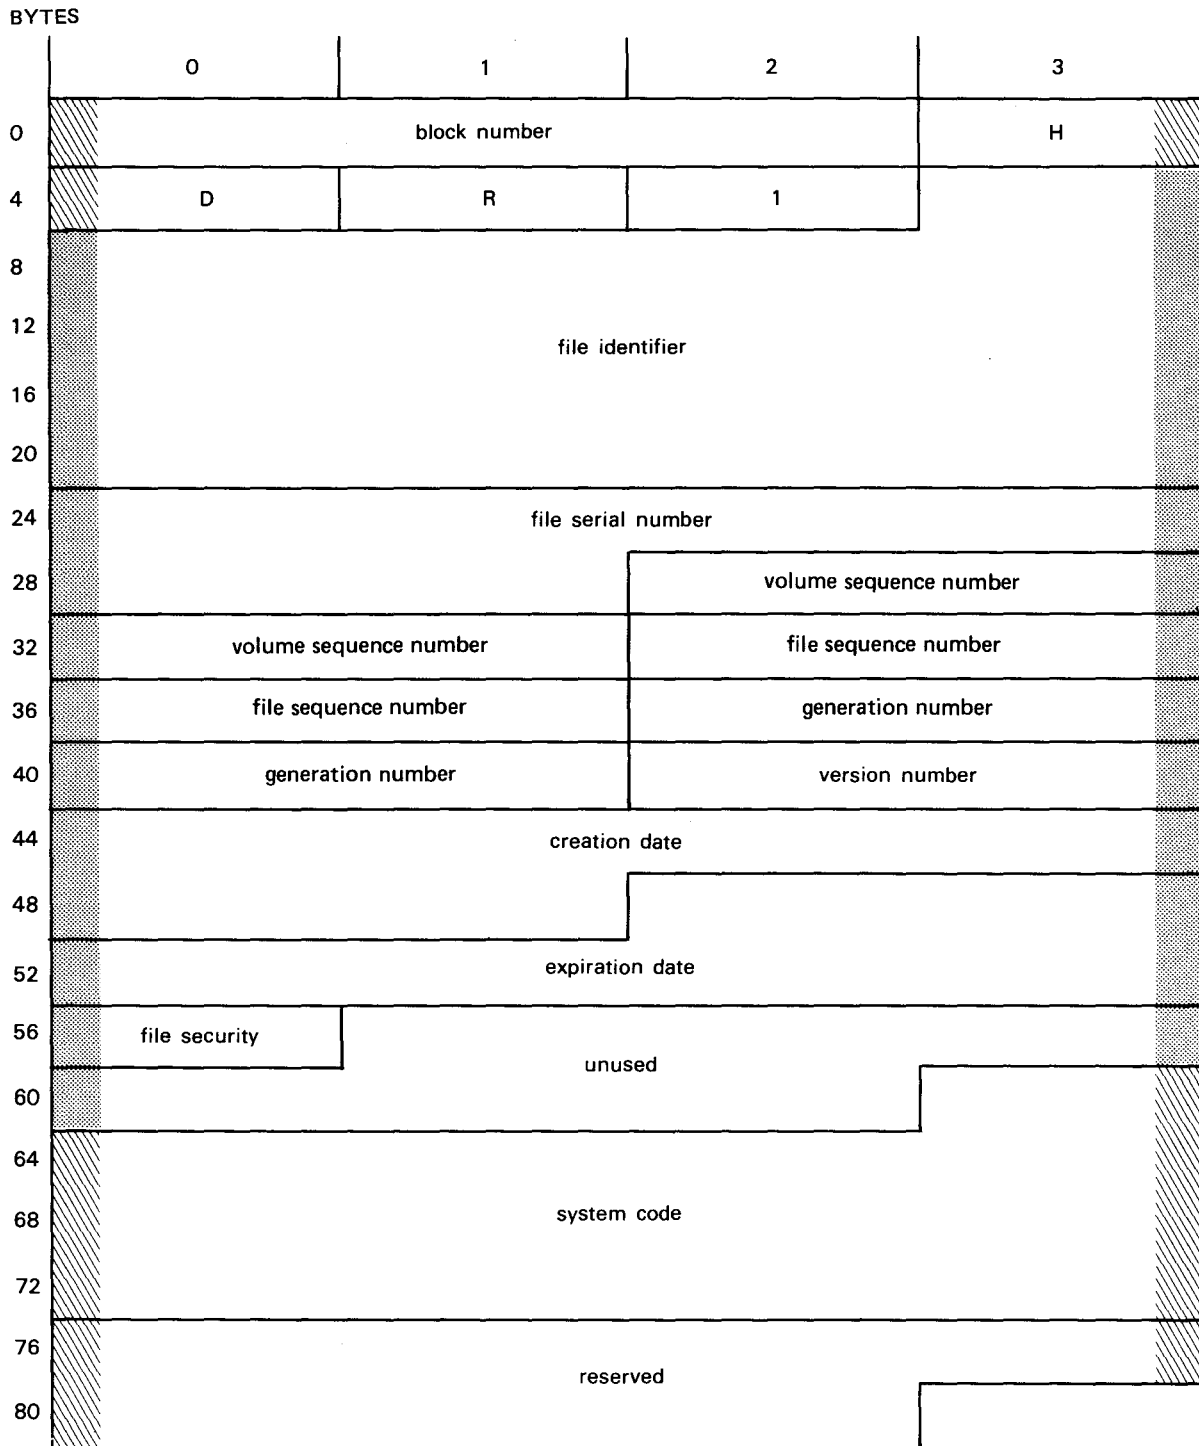 BYTES
0 1 2 3
0 block number H
4 D R 1
8
12
file identifier
16
20
24 file serial number
28 volume sequence number
32 volume sequence number file sequence number
36 file sequence number generation number
40 generation number version number
44 creation date
48
52 expiration date
56 file security
unused
60
64
68 system code
72
76
reserved
80